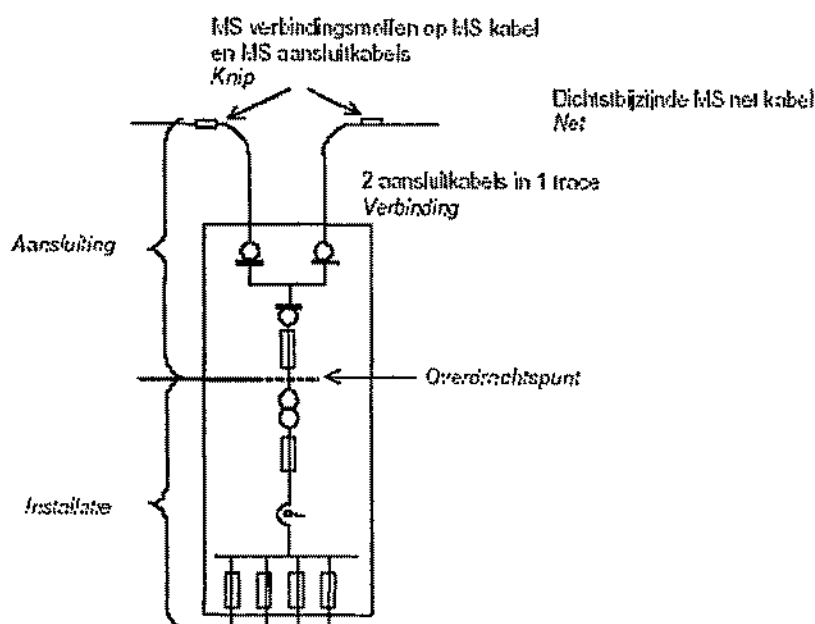 MS verbindingsmoffen op MS kabel
en MS aansluitkabels
Knip
Dichtstbijzijnde MS net kabel
Net
2 aansluitkabels in 1 trace
Verbinding
Aansluiting
Overdrachtspunt
Installatie